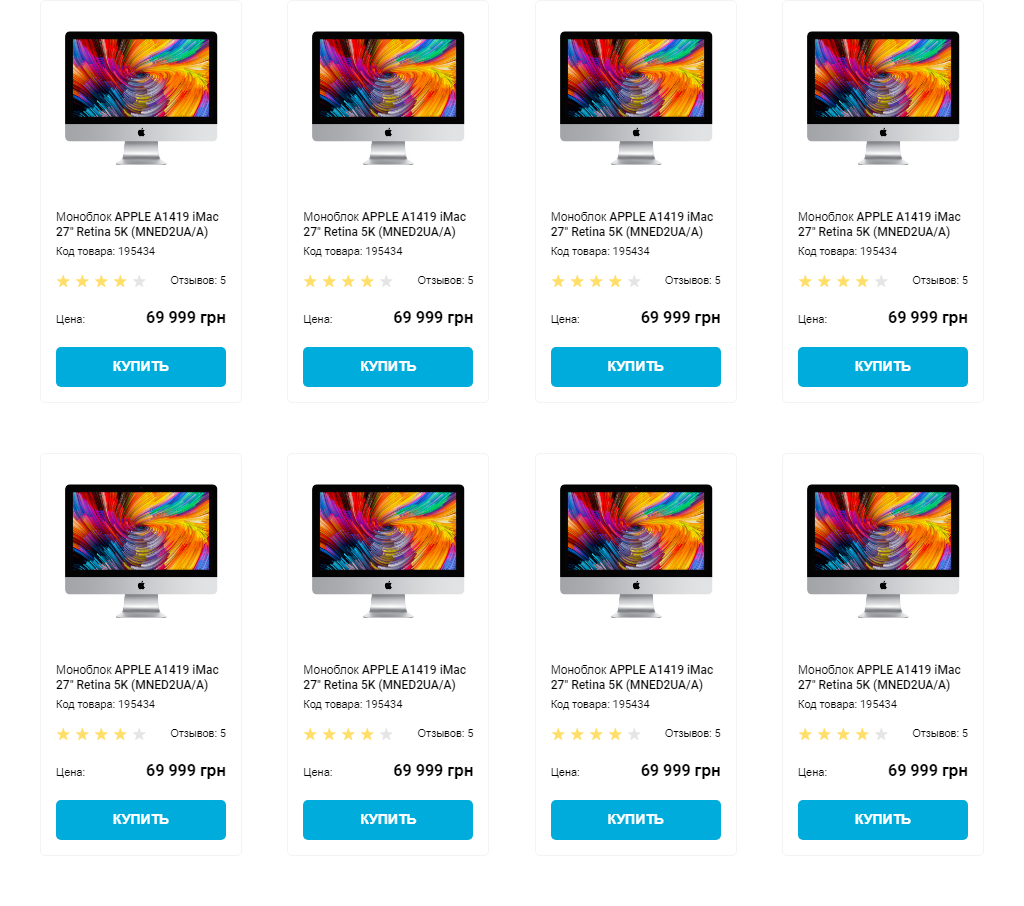 Моноблок APPLE A1419 iMac
27" Retina 5K (MNED2UA/A)
Код товара: 195434
Отзывов: 5
Цена: 69 999 грн
КУПИТЬ
Моноблок APPLE A1419 iMac
27" Retina 5K (MNED2UA/A)
Код товара: 195434
Отзывов: 5
Цена: 69 999 грн
КУПИТЬ
Моноблок APPLE A1419 iMac
27" Retina 5K (MNED2UA/A)
Код товара: 195434
Отзывов: 5
Цена: 69 999 грн
КУПИТЬ
Моноблок APPLE A1419 iMac
27" Retina 5K (MNED2UA/A)
Код товара: 195434
Отзывов: 5
Цена: 69 999 грн
КУПИТЬ
Моноблок APPLE A1419 iMac
27" Retina 5K (MNED2UA/A)
Код товара: 195434
Отзывов: 5
Цена: 69 999 грн
КУПИТЬ
Моноблок APPLE A1419 iMac
27" Retina 5K (MNED2UA/A)
Код товара: 195434
Отзывов: 5
Цена: 69 999 грн
КУПИТЬ
Моноблок APPLE A1419 iMac
27" Retina 5K (MNED2UA/A)
Код товара: 195434
Отзывов: 5
Цена: 69 999 грн
КУПИТЬ
Моноблок APPLE A1419 iMac
27" Retina 5K (MNED2UA/A)
Код товара: 195434
Отзывов: 5
Цена: 69 999 грн
КУПИТЬ